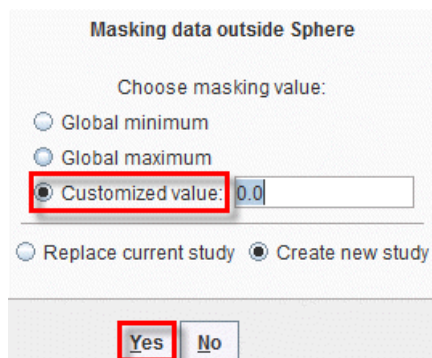 Masking data outside Sphere
Choose masking value:
Global minimum
Global maximum
Customized value: 0.0
Replace current study Create new study
Yes No